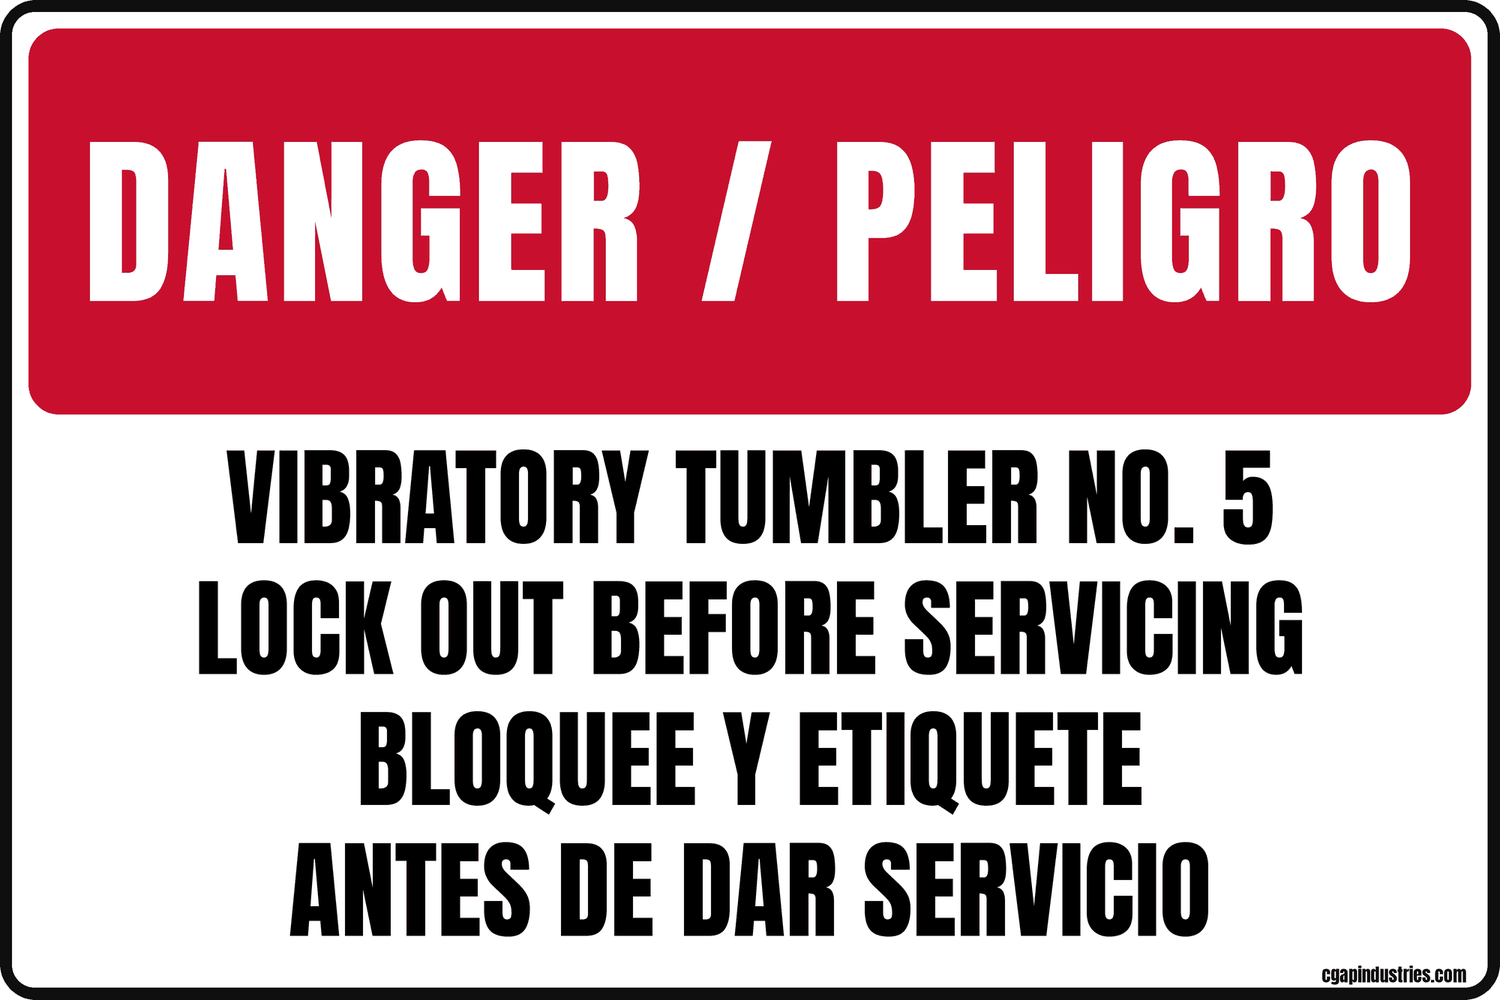 DANGER / PELIGRO
VIBRATORY TUMBLER NO. 5
LOCK OUT BEFORE SERVICING
BLOQUEE Y ETIQUETE
ANTES DE DAR SERVICIO
cgapindustries.com